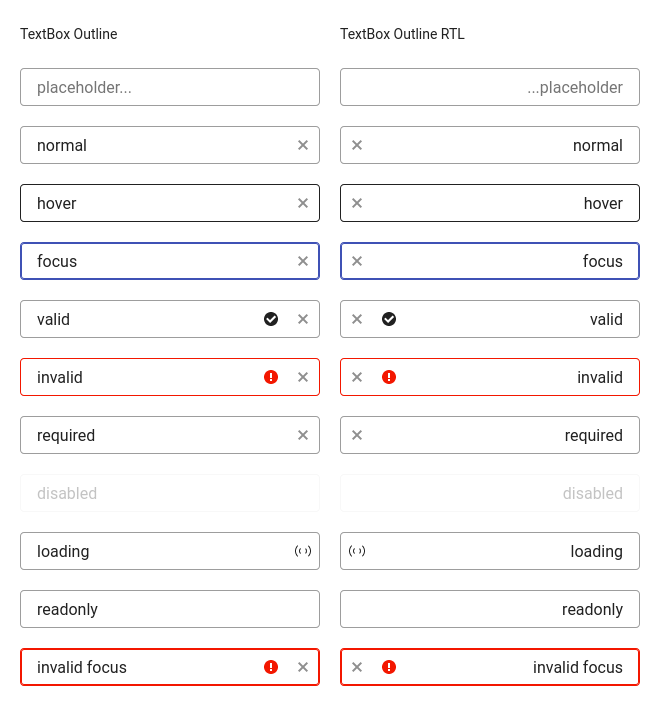 TextBox Outline
TextBox Outline RTL
placeholder...
...placeholder
normal
normal
hover
hover
focus
focus
valid
valid
invalid
invalid
required
required
disabled
disabled
loading
loading
readonly
readonly
invalid focus
invalid focus